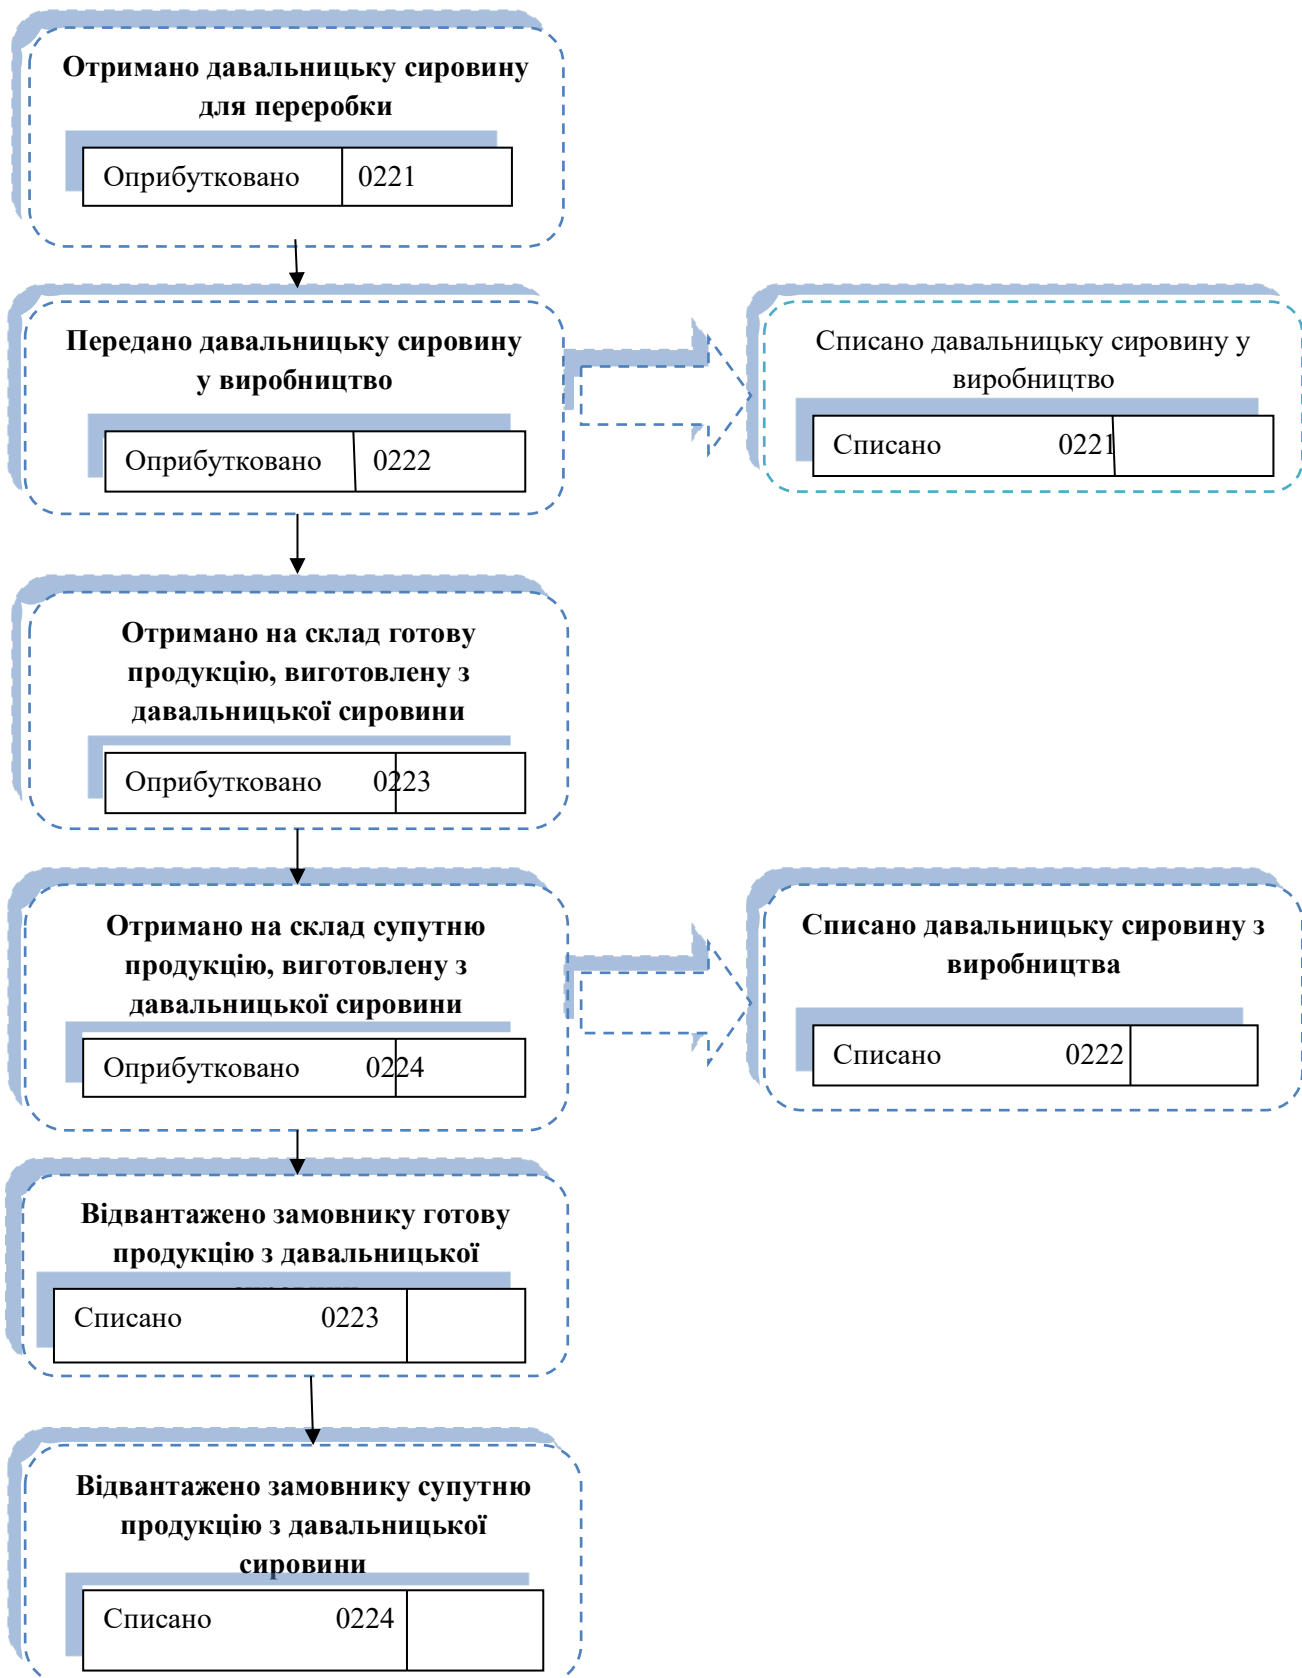 Отримано давальницьку сировину
для переробки
Оприбутковано 0221
Передано давальницьку сировину
у виробництво
Оприбутковано 0222
Списано давальницьку сировину у
виробництво
Списано 0221
Отримано на склад готову
продукцію, виготовлену з
давальницької сировини
Оприбутковано 0223
Отримано на склад супутню
продукцію, виготовлену з
давальницької сировини
Оприбутковано 0224
Списано давальницьку сировину з
виробництва
Списано 0222
Відвантажено замовнику готову
продукцію з давальницької
Списано 0223
Відвантажено замовнику супутню
продукцію з давальницької
сировини
Списано 0224